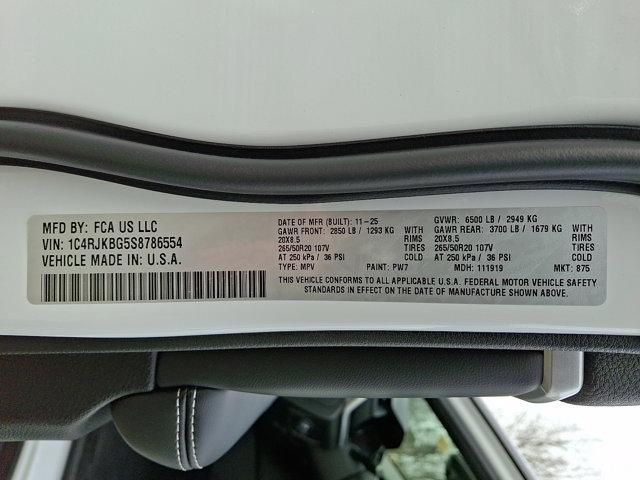 MFD BY: FCA US LLC
VIN: 1C4RJKBG5S8786554
VEHICLE MADE IN: U.S.A.
DATE OF MFR (BUILT): 11-25
GAWR FRONT: 2850 LB / 1293 KG WITH
20X8.5 RIMS
265/50R20 107V TIRES
AT 250 kPa / 36 PSI COLD
TYPE: MPV PAINT: PW7
GVWR: 6500 LB / 2949 KG
GAWR REAR: 3700 LB / 1679 KG WITH
20X8.5 RIMS
265/50R20 107V TIRES
AT 250 kPa / 36 PSI COLD
MDH: 111919 MKT: 875
THIS VEHICLE CONFORMS TO ALL APPLICABLE U.S.A. FEDERAL MOTOR VEHICLE SAFETY
STANDARDS IN EFFECT ON THE DATE OF MANUFACTURE SHOWN ABOVE.